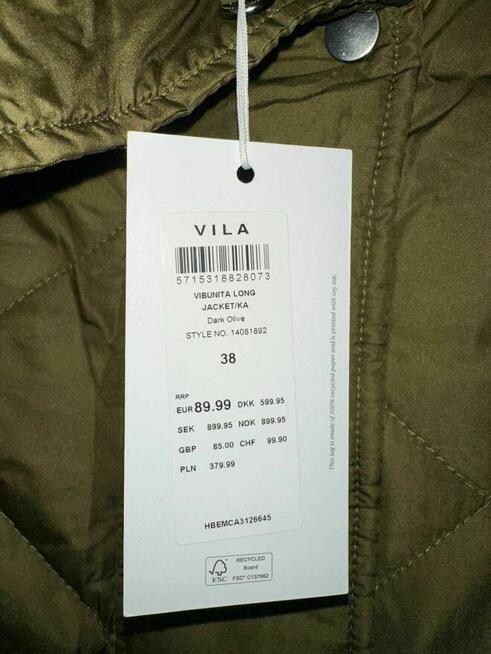 VILA
5715318828073
VIBUNITA LONG
JACKET/KA
Dark Olive
STYLE NO. 14081892
38
RRP
EUR 89.99 DKK 599.95
SEK 899.95 NOK 899.95
GBP 85.00 CHF 99.90
PLN 379.99
HBEMCA3126645
FSC
RECYCLED
Board
FSC® C137862
This tag is made of 100% recycled paper and is printed with soy ink.